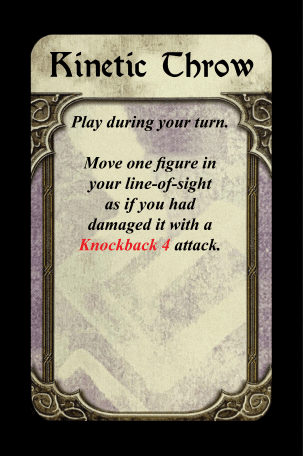 Kinetic Throw
Play during your turn.
Move one figure in
your line-of-sight
as if you had
damaged it with a
Knockback 4 attack.